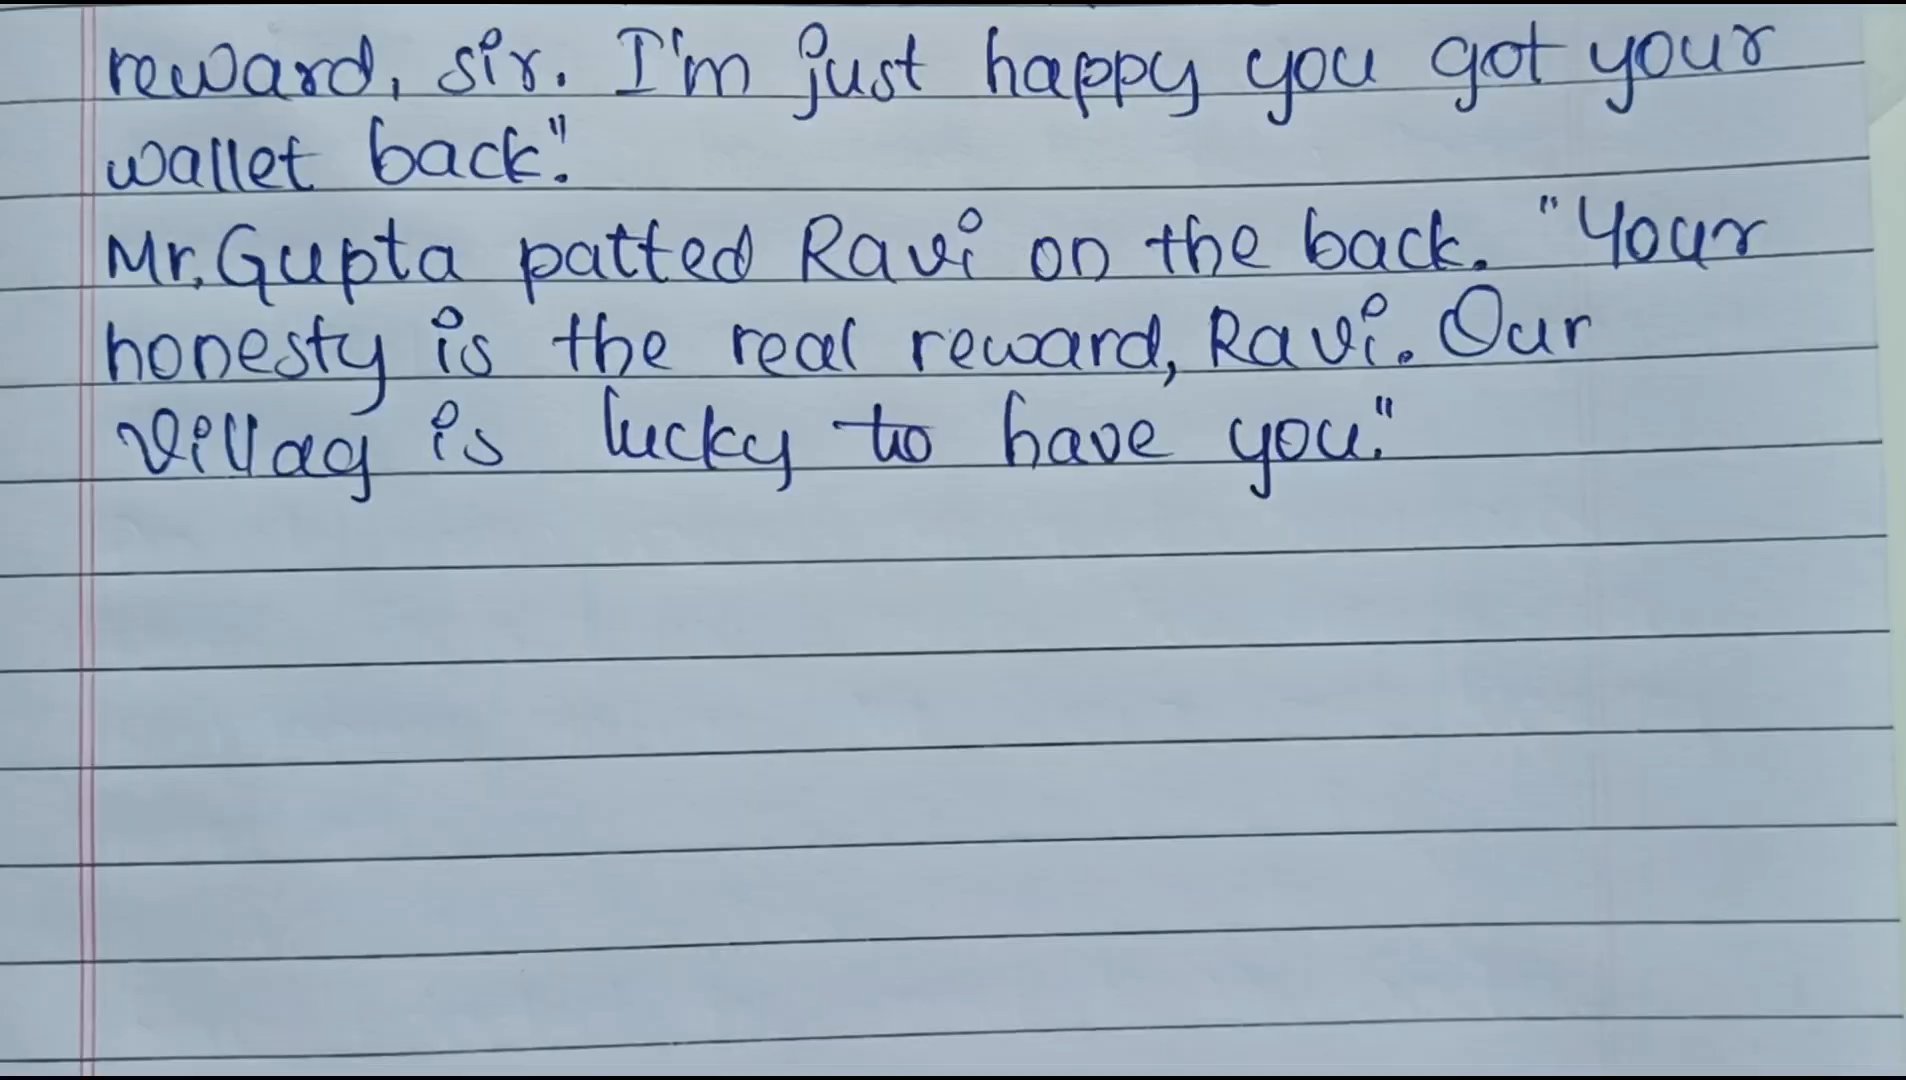 reward, sir. I'm just happy you got your
wallet back."
Mr. Gupta patted Ravi on the back. "Your
honesty is the real reward, Ravi. Our
Villag is lucky to have you."